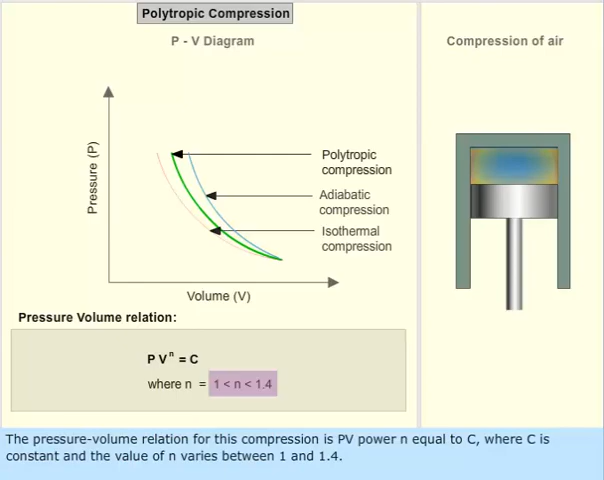 Polytropic Compression
P - V Diagram
Compression of air
Pressure (P)
Polytropic
compression
Adiabatic
compression
Isothermal
compression
Volume (V)
Pressure Volume relation:
P Vⁿ = C
where n = 1 < n < 1.4
The pressure-volume relation for this compression is PV power n equal to C, where C is
constant and the value of n varies between 1 and 1.4.